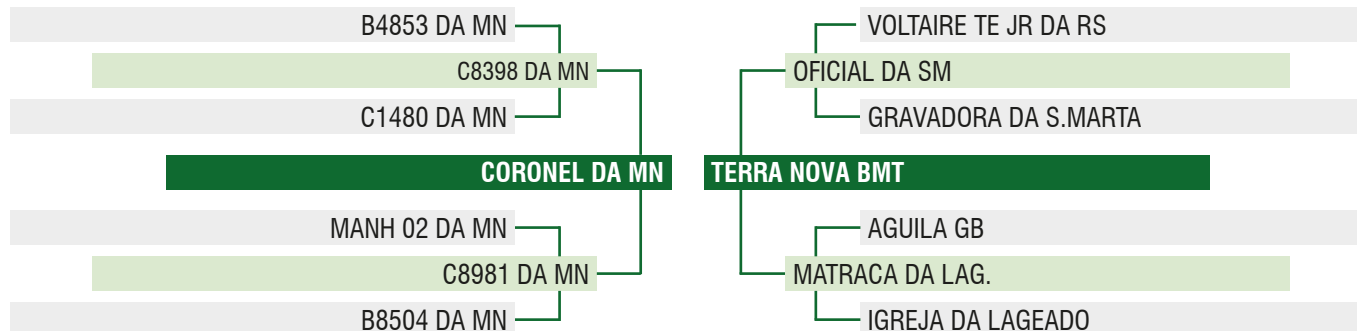 B4853 DA MN
C8398 DA MN
C1480 DA MN
CORONEL DA MN
MANH 02 DA MN
C8981 DA MN
B8504 DA MN
VOLTAIRE TE JR DA RS
OFICIAL DA SM
GRAVADORA DA S.MARTA
TERRA NOVA BMT
AGUILA GB
MATRACA DA LAG.
IGREJA DA LAGEADO